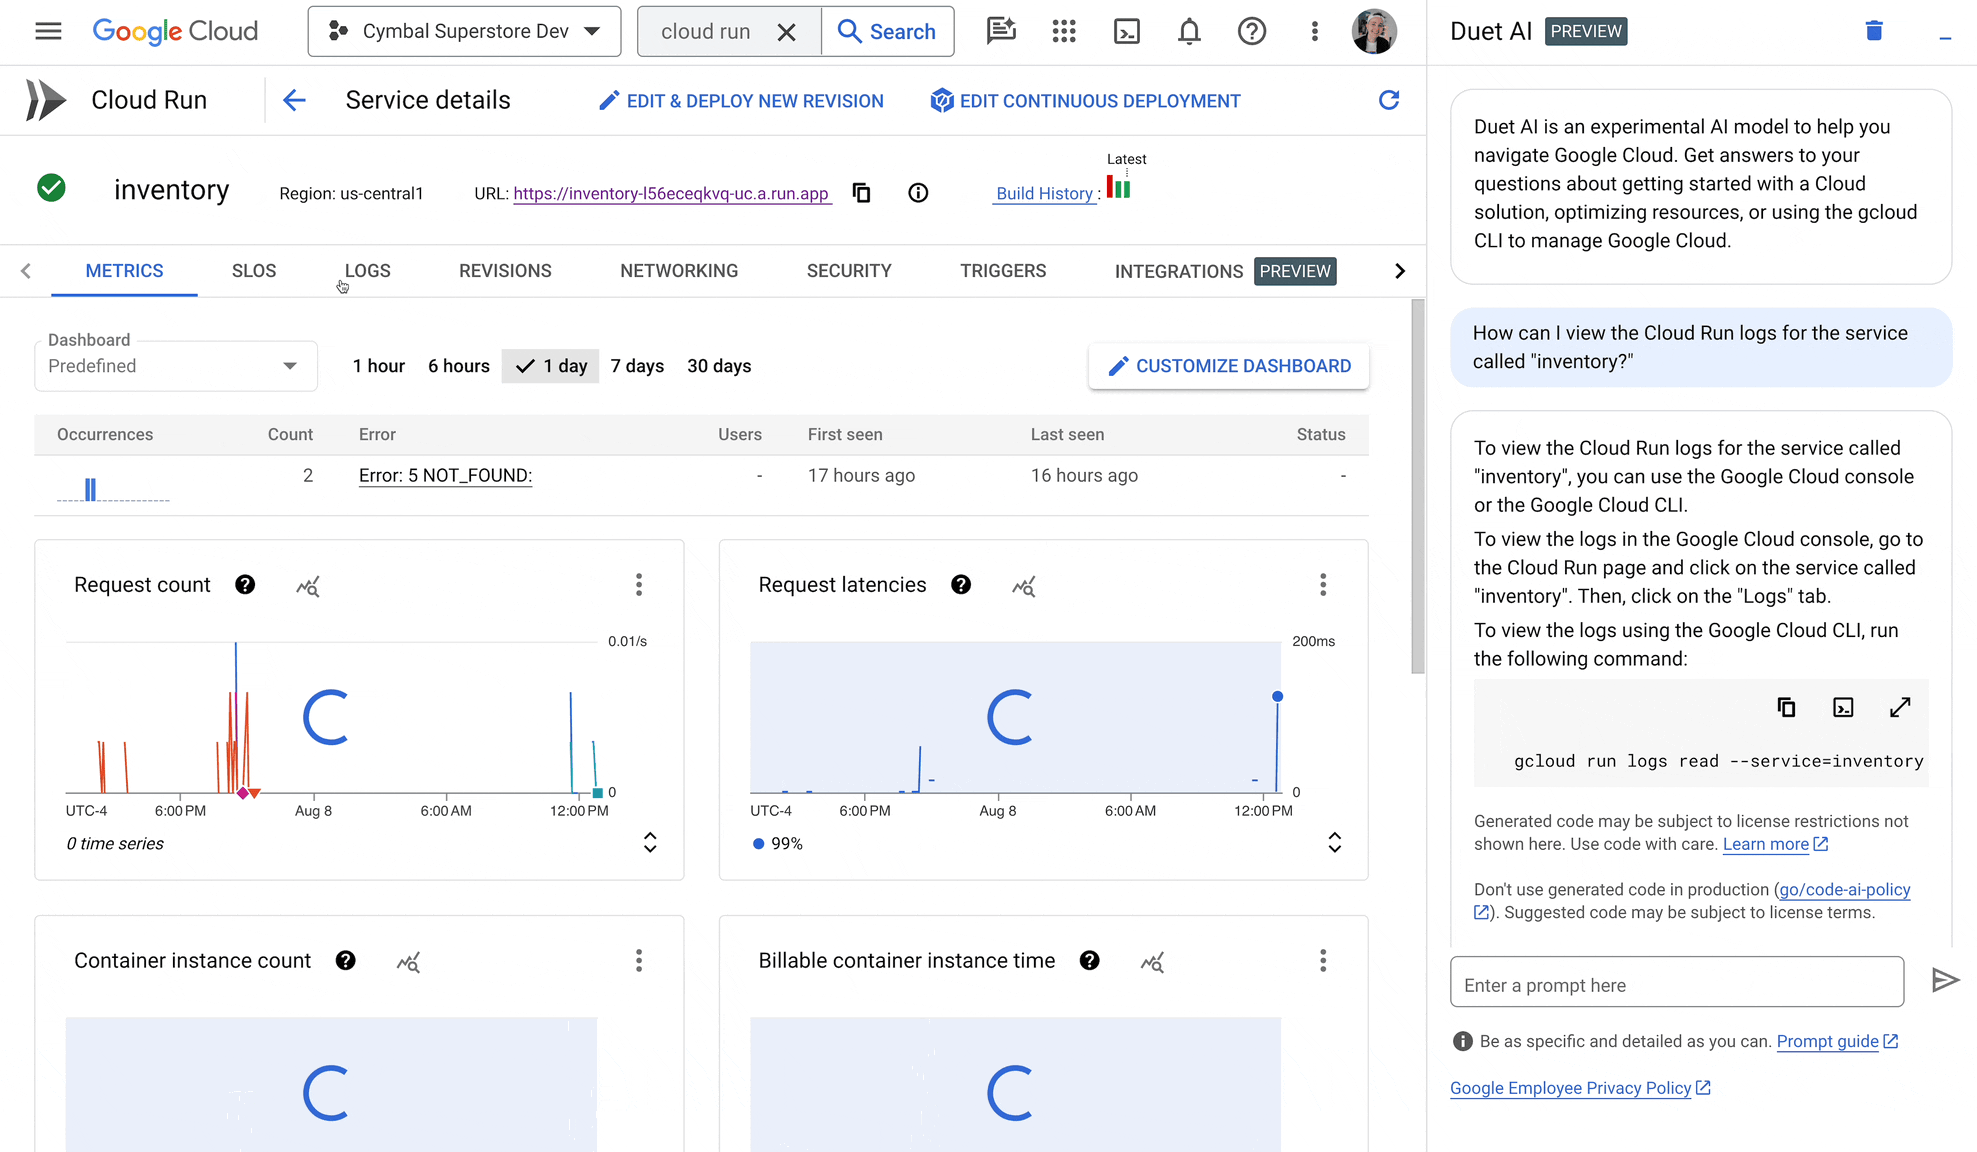 Google Cloud
Cymbal Superstore Dev
cloud run
Search
Cloud Run
Service details
EDIT & DEPLOY NEW REVISION
EDIT CONTINUOUS DEPLOYMENT
inventory
Region: us-central1
URL: https://inventory-l56eceqkvq-uc.a.run.app
Build History :
Latest
METRICS
SLOS
LOGS
REVISIONS
NETWORKING
SECURITY
TRIGGERS
INTEGRATIONS PREVIEW
Dashboard
Predefined
1 hour
6 hours
1 day
7 days
30 days
CUSTOMIZE DASHBOARD
Occurrences Count Error Users First seen Last seen Status
2 Error: 5 NOT_FOUND: - 17 hours ago 16 hours ago -
Request count
0.01/s
0
UTC-4 6:00 PM Aug 8 6:00 AM 12:00 PM
0 time series
Request latencies
200ms
0
UTC-4 6:00 PM Aug 8 6:00 AM 12:00 PM
99%
Container instance count
Billable container instance time
Duet AI PREVIEW
Duet AI is an experimental AI model to help you
navigate Google Cloud. Get answers to your
questions about getting started with a Cloud
solution, optimizing resources, or using the gcloud
CLI to manage Google Cloud.
How can I view the Cloud Run logs for the service
called "inventory?"
To view the Cloud Run logs for the service called
"inventory", you can use the Google Cloud console
or the Google Cloud CLI.
To view the logs in the Google Cloud console, go to
the Cloud Run page and click on the service called
"inventory". Then, click on the "Logs" tab.
To view the logs using the Google Cloud CLI, run
the following command:
gcloud run logs read --service=inventory
Generated code may be subject to license restrictions not
shown here. Use code with care. Learn more
Don't use generated code in production (go/code-ai-policy
). Suggested code may be subject to license terms.
Enter a prompt here
Be as specific and detailed as you can. Prompt guide
Google Employee Privacy Policy